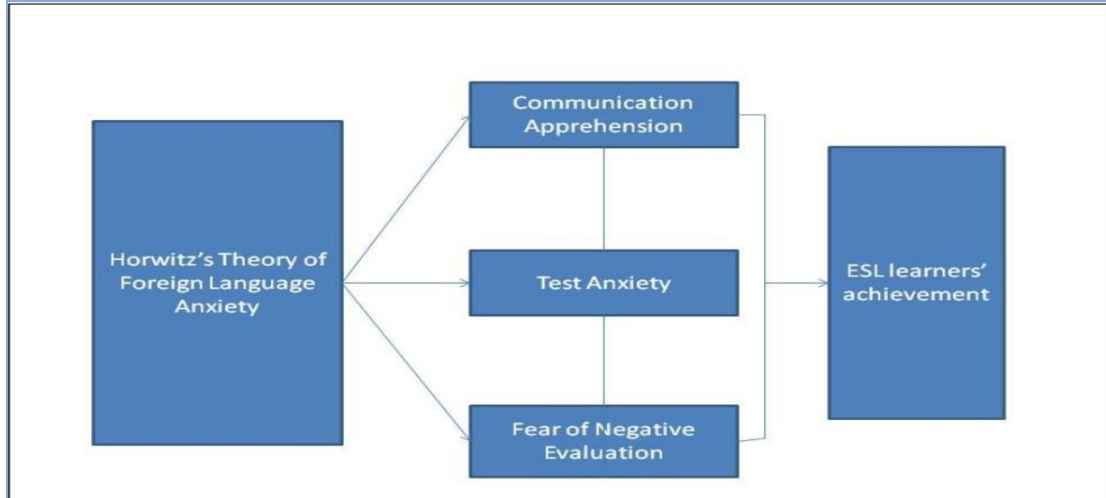 Horwitz's Theory of
Foreign Language
Anxiety
Communication
Apprehension
Test Anxiety
Fear of Negative
Evaluation
ESL learners'
achievement